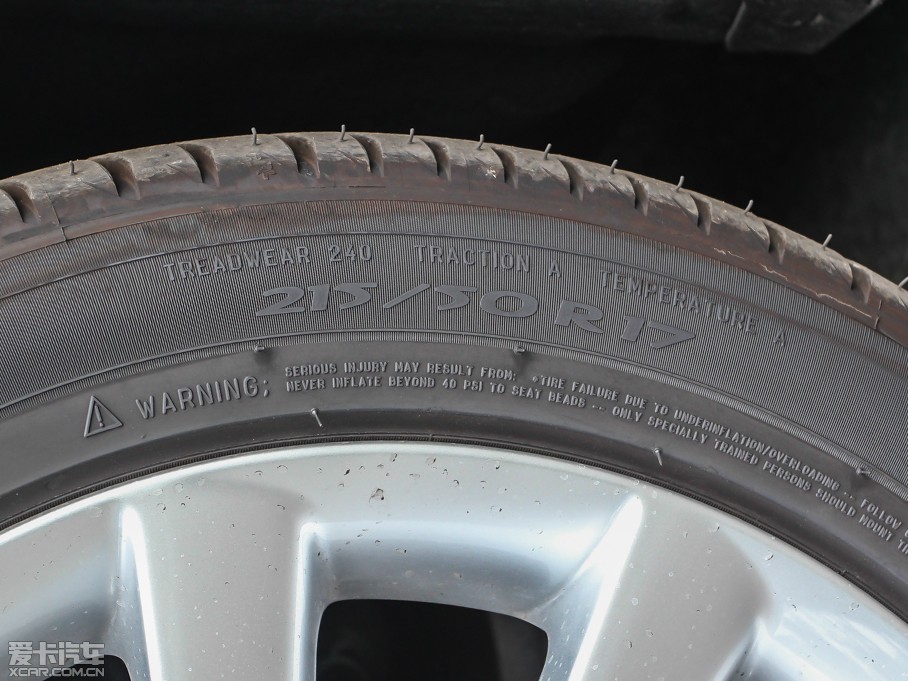 TREADWEAR 240 TRACTION A TEMPERATURE A
215/50 R 17
WARNING;
SERIOUS INJURY MAY RESULT FROM: •TIRE FAILURE DUE TO UNDERINFLATION/OVERLOADING -- FOLLOW
NEVER INFLATE BEYOND 40 PSI TO SEAT BEADS -- ONLY SPECIALLY TRAINED PERSONS SHOULD MOUNT
爱卡汽车
XCAR.COM.CN